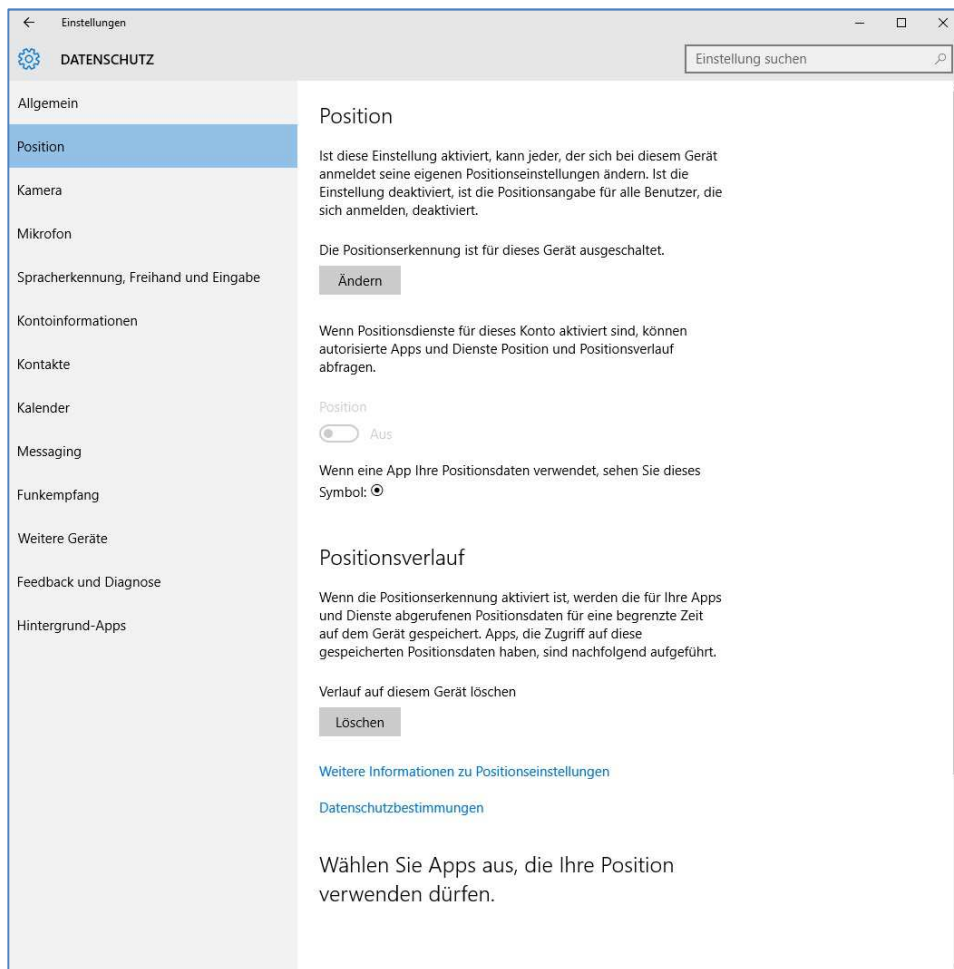 Einstellungen
DATENSCHUTZ
Einstellung suchen
Allgemein
Position
Kamera
Mikrofon
Spracherkennung, Freihand und Eingabe
Kontoinformationen
Kontakte
Kalender
Messaging
Funkempfang
Weitere Geräte
Feedback und Diagnose
Hintergrund-Apps
Position
Ist diese Einstellung aktiviert, kann jeder, der sich bei diesem Gerät
anmeldet seine eigenen Positionseinstellungen ändern. Ist die
Einstellung deaktiviert, ist die Positionsangabe für alle Benutzer, die
sich anmelden, deaktiviert.
Die Positionserkennung ist für dieses Gerät ausgeschaltet.
Ändern
Wenn Positionsdienste für dieses Konto aktiviert sind, können
autorisierte Apps und Dienste Position und Positionsverlauf
abfragen.
Position
Aus
Wenn eine App Ihre Positionsdaten verwendet, sehen Sie dieses
Symbol:
Positionsverlauf
Wenn die Positionserkennung aktiviert ist, werden die für Ihre Apps
und Dienste abgerufenen Positionsdaten für eine begrenzte Zeit
auf dem Gerät gespeichert. Apps, die Zugriff auf diese
gespeicherten Positionsdaten haben, sind nachfolgend aufgeführt.
Verlauf auf diesem Gerät löschen
Löschen
Weitere Informationen zu Positionseinstellungen
Datenschutzbestimmungen
Wählen Sie Apps aus, die Ihre Position
verwenden dürfen.